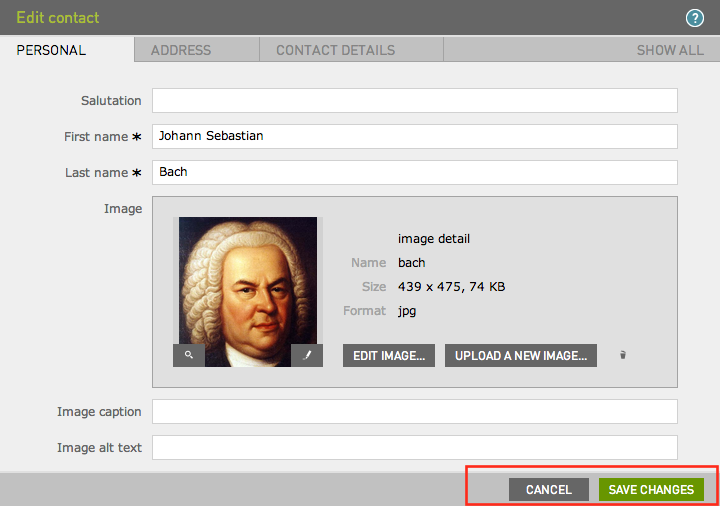 Edit contact ?
PERSONAL ADDRESS CONTACT DETAILS SHOW ALL
Salutation
First name * Johann Sebastian
Last name * Bach
Image
image detail
Name bach
Size 439 x 475, 74 KB
Format jpg
EDIT IMAGE... UPLOAD A NEW IMAGE...
Image caption
Image alt text
CANCEL SAVE CHANGES